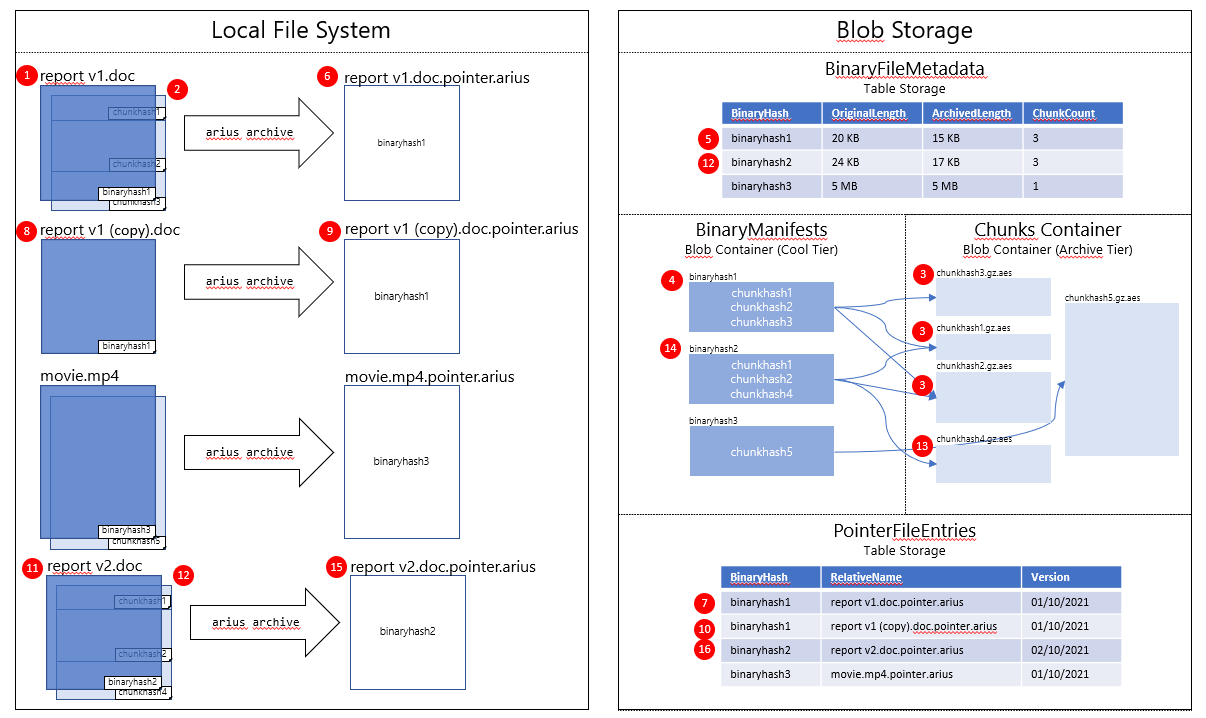 Local File System
1 report v1.doc
2
chunkhash1
chunkhash2
binaryhash1
chunkhash3
arius archive
6 report v1.doc.pointer.arius
binaryhash1
8 report v1 (copy).doc
binaryhash1
arius archive
9 report v1 (copy).doc.pointer.arius
binaryhash1
movie.mp4
binaryhash3
chunkhash5
arius archive
movie.mp4.pointer.arius
binaryhash3
11 report v2.doc
12
chunkhash1
chunkhash2
binaryhash2
chunkhash4
arius archive
15 report v2.doc.pointer.arius
binaryhash2
Blob Storage
BinaryFileMetadata
Table Storage
BinaryHash OriginalLength ArchivedLength ChunkCount
5 binaryhash1 20 KB 15 KB 3
12 binaryhash2 24 KB 17 KB 3
binaryhash3 5 MB 5 MB 1
BinaryManifests
Blob Container (Cool Tier)
4 binaryhash1
chunkhash1
chunkhash2
chunkhash3
14 binaryhash2
chunkhash1
chunkhash2
chunkhash4
binaryhash3
chunkhash5
Chunks Container
Blob Container (Archive Tier)
3 chunkhash3.gz.aes
chunkhash5.gz.aes
3 chunkhash1.gz.aes
chunkhash2.gz.aes
3
13 chunkhash4.gz.aes
PointerFileEntries
Table Storage
BinaryHash RelativeName Version
7 binaryhash1 report v1.doc.pointer.arius 01/10/2021
10 binaryhash1 report v1 (copy).doc.pointer.arius 01/10/2021
16 binaryhash2 report v2.doc.pointer.arius 02/10/2021
binaryhash3 movie.mp4.pointer.arius 01/10/2021